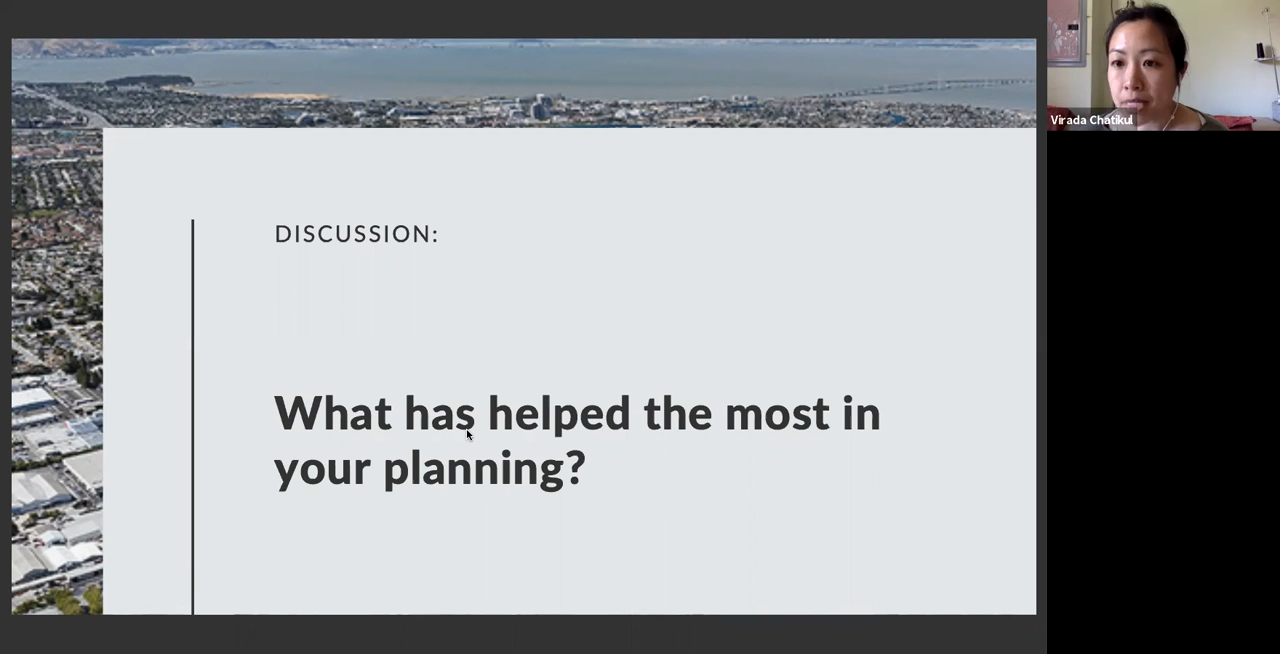 DISCUSSION:
What has helped the most in
your planning?
Virada Chatikul